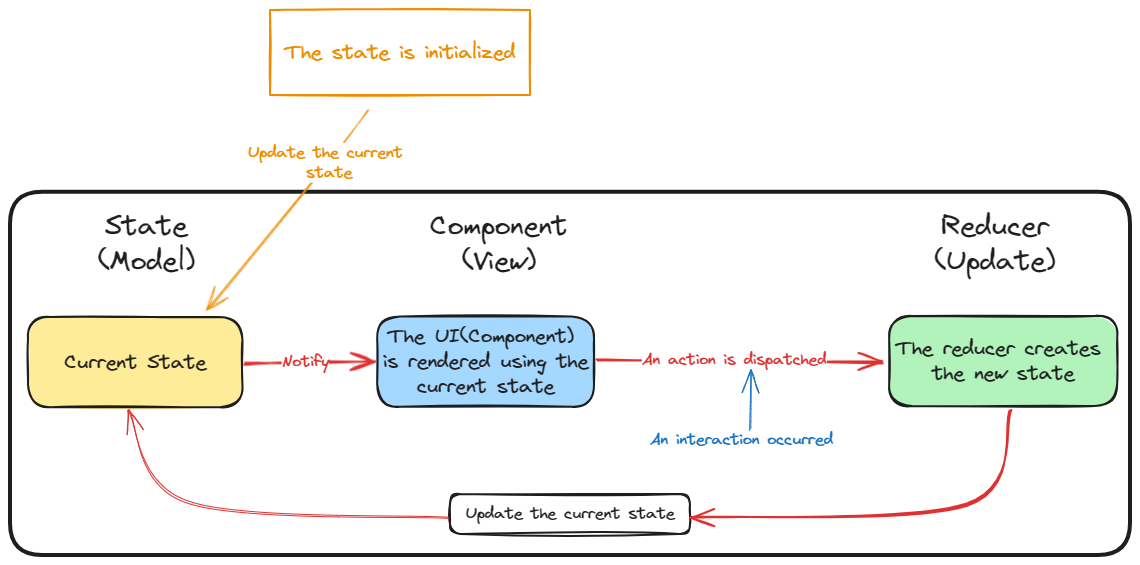 The state is initialized
Update the current
state
State
(Model)
Component
(View)
Reducer
(Update)
Current State
Notify
The UI(Component)
is rendered using the
current state
An action is dispatched
The reducer creates
the new state
An interaction occurred
Update the current state